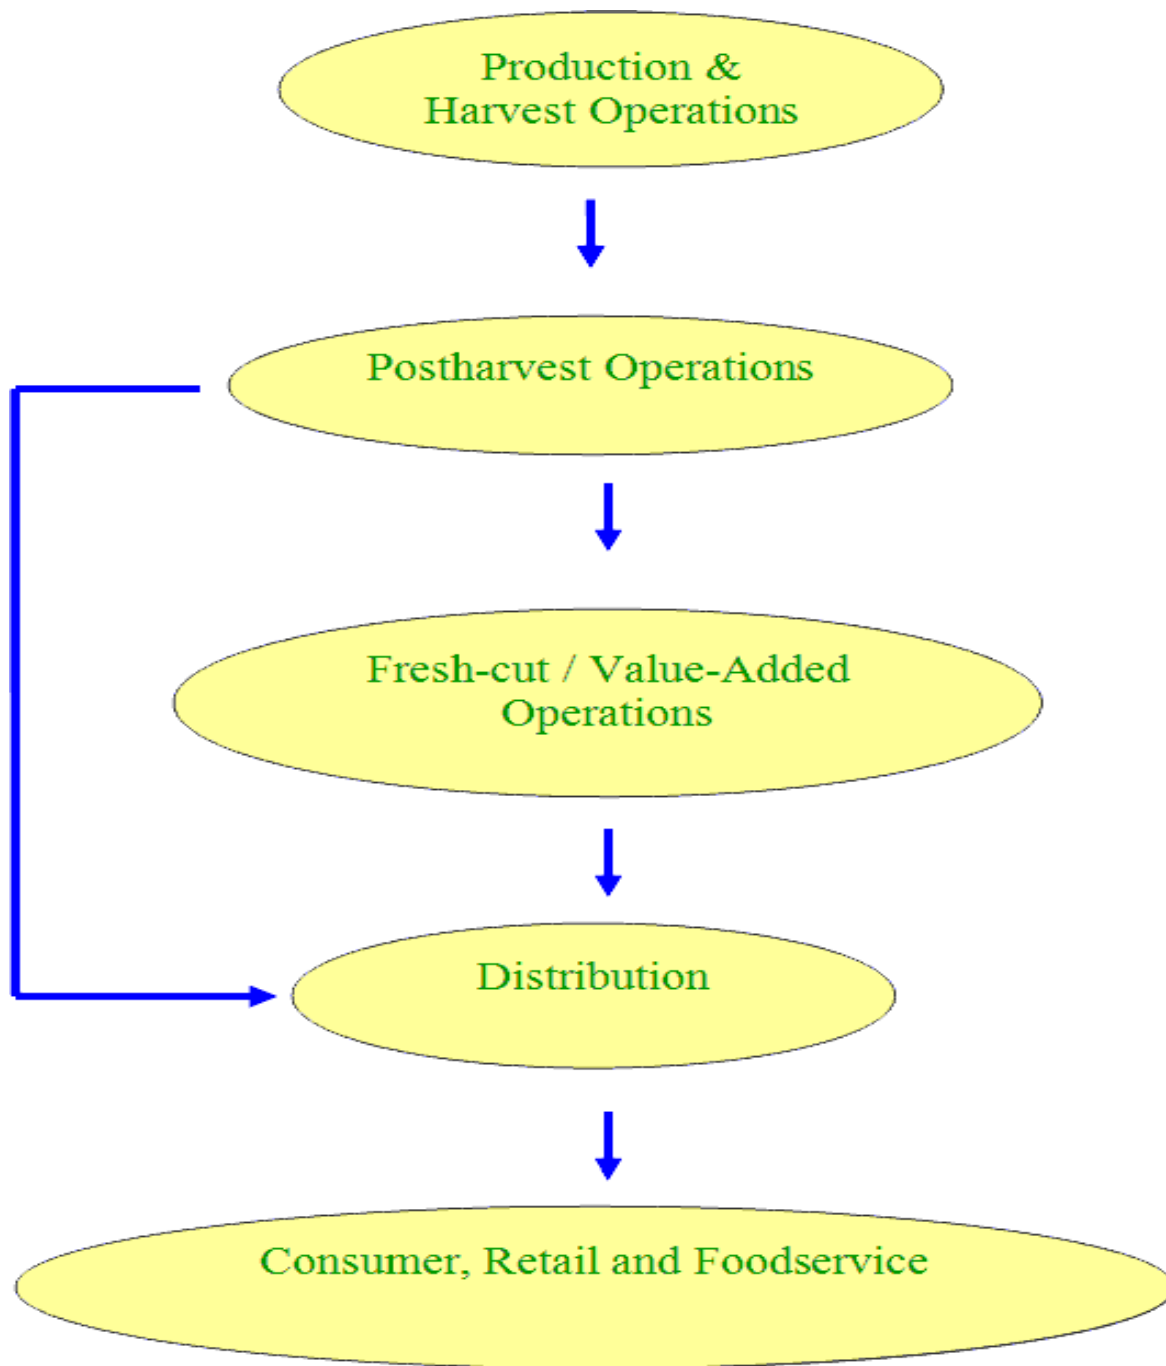 Production &
Harvest Operations
Postharvest Operations
Fresh-cut / Value-Added
Operations
Distribution
Consumer, Retail and Foodservice